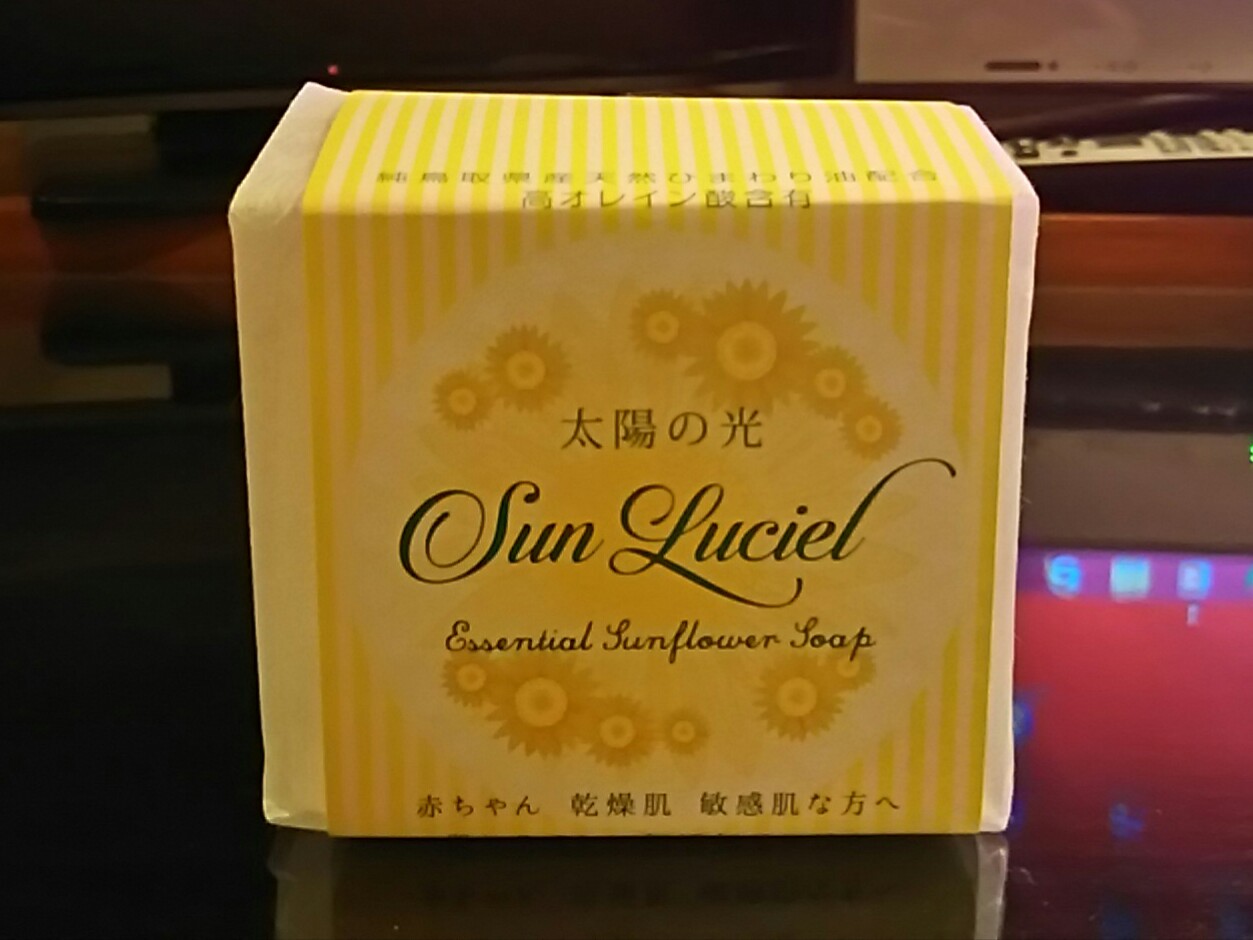 純鳥取県産天然ひまわり油配合
高オレイン酸含有
太陽の光
Sun Luciel
Essential Sunflower Soap
赤ちゃん 乾燥肌 敏感肌な方へ